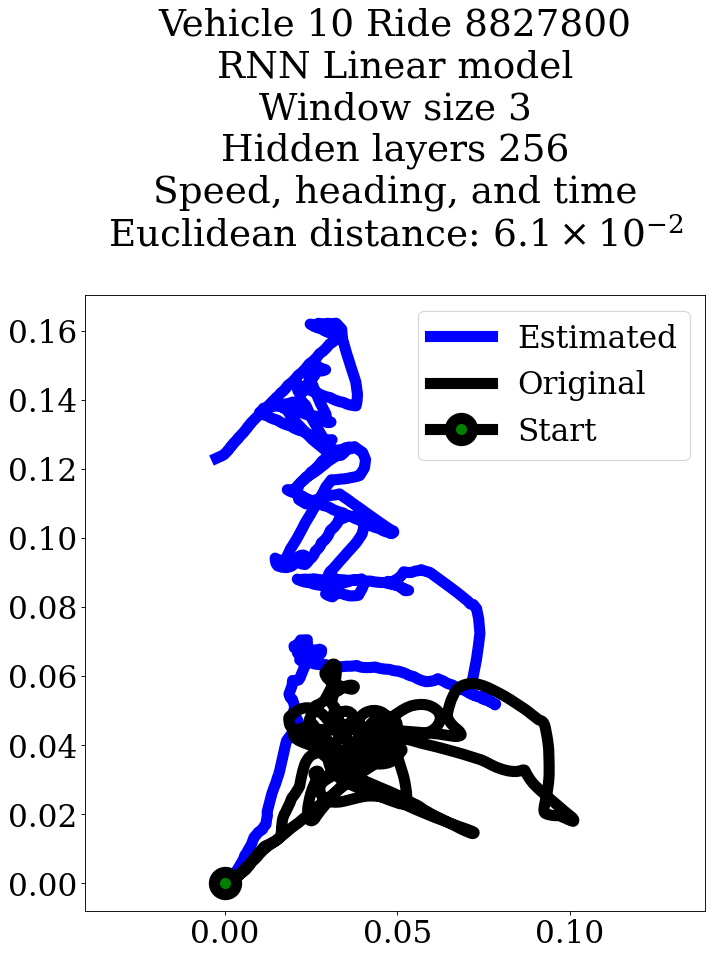 Vehicle 10 Ride 8827800
RNN Linear model
Window size 3
Hidden layers 256
Speed, heading, and time
Euclidean distance: 6.1 × 10⁻²
Estimated
Original
Start
0.16
0.14
0.12
0.10
0.08
0.06
0.04
0.02
0.00
0.00 0.05 0.10